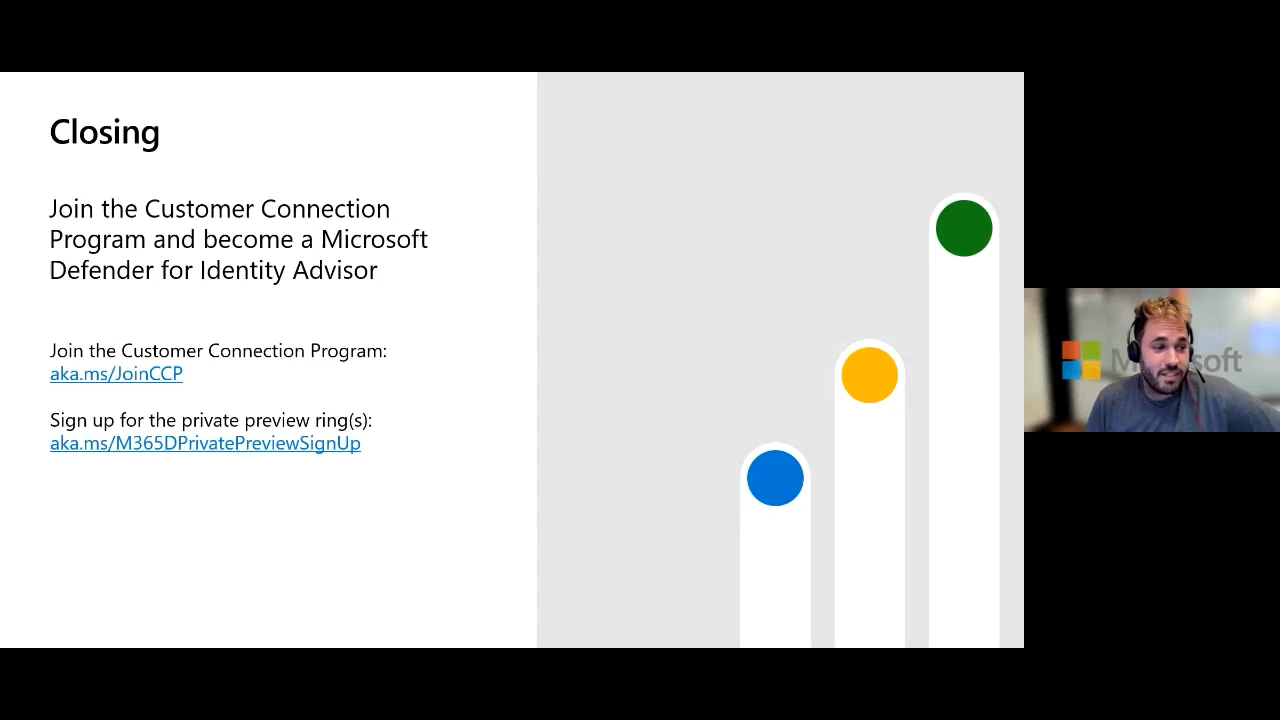 Closing
Join the Customer Connection
Program and become a Microsoft
Defender for Identity Advisor
Join the Customer Connection Program:
aka.ms/JoinCCP
Sign up for the private preview ring(s):
aka.ms/M365DPrivatePreviewSignUp